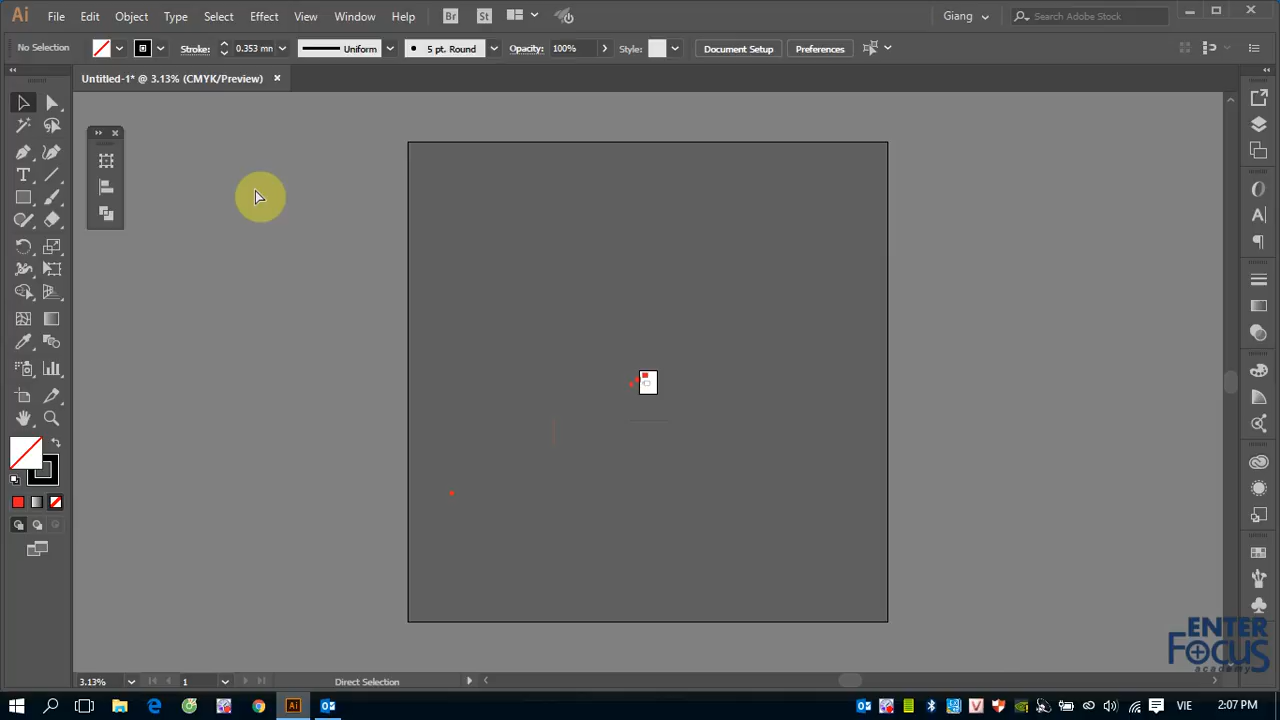 Ai File Edit Object Type Select Effect View Window Help Br St Giang Search Adobe Stock
No Selection Stroke: 0.353 mn Uniform 5 pt. Round Opacity: 100% Style: Document Setup Preferences
Untitled-1* @ 3.13% (CMYK/Preview)
ENTER
FOCUS
academy
3.13% 1 Direct Selection
Ai VIE 2:07 PM